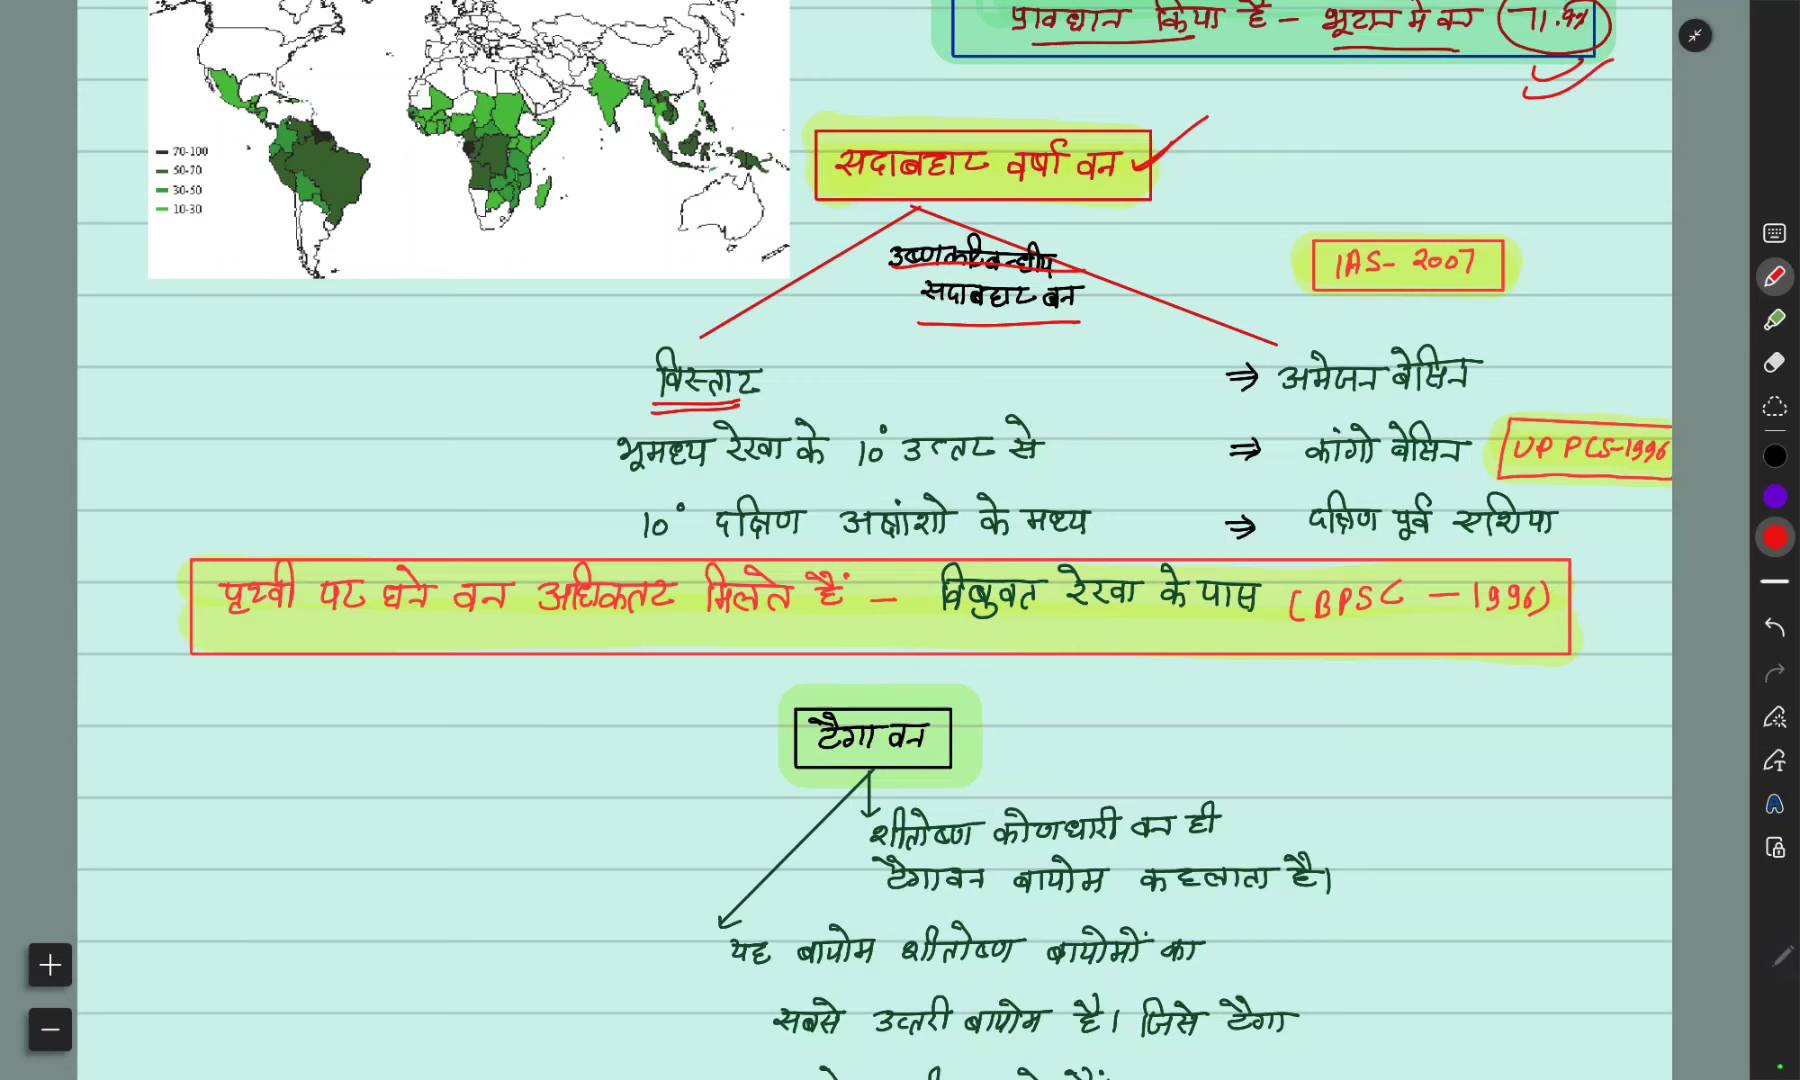 प्रावधान किया है - भूटान मे वन
70-100
50-70
30-50
10-30
सदाबहार वर्षा वन
उष्णकटिबन्धीय
सदाबहार वन
IAS- 2007
विस्तार
⇒ अमेजन बेसिन
भूमध्य रेखा के 10° उत्तर से
⇒ कांगो बेसिन
UP PCS-1996
10° दक्षिण अक्षांशो के मध्य
⇒ दक्षिण पूर्व एशिया
पृथ्वी पर घने वन अधिकतर मिलते हैं - विषुवत रेखा के पास (BPSC - 1996)
टैगा वन
शीतोष्ण कोणधारी वन ही
टैगा वन बायोम कहलाता है।
यह बायोम शीतोष्ण बायोमों का
सबसे उत्तरी बायोम है। जिसे टैगा